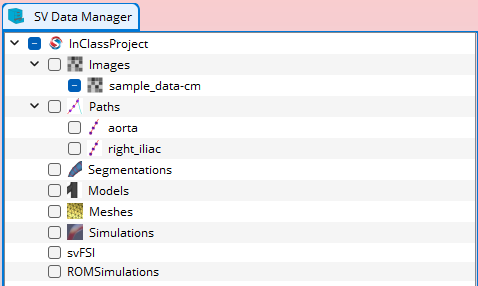 SV Data Manager
InClassProject
Images
sample_data-cm
Paths
aorta
right_iliac
Segmentations
Models
Meshes
Simulations
svFSI
ROMSimulations